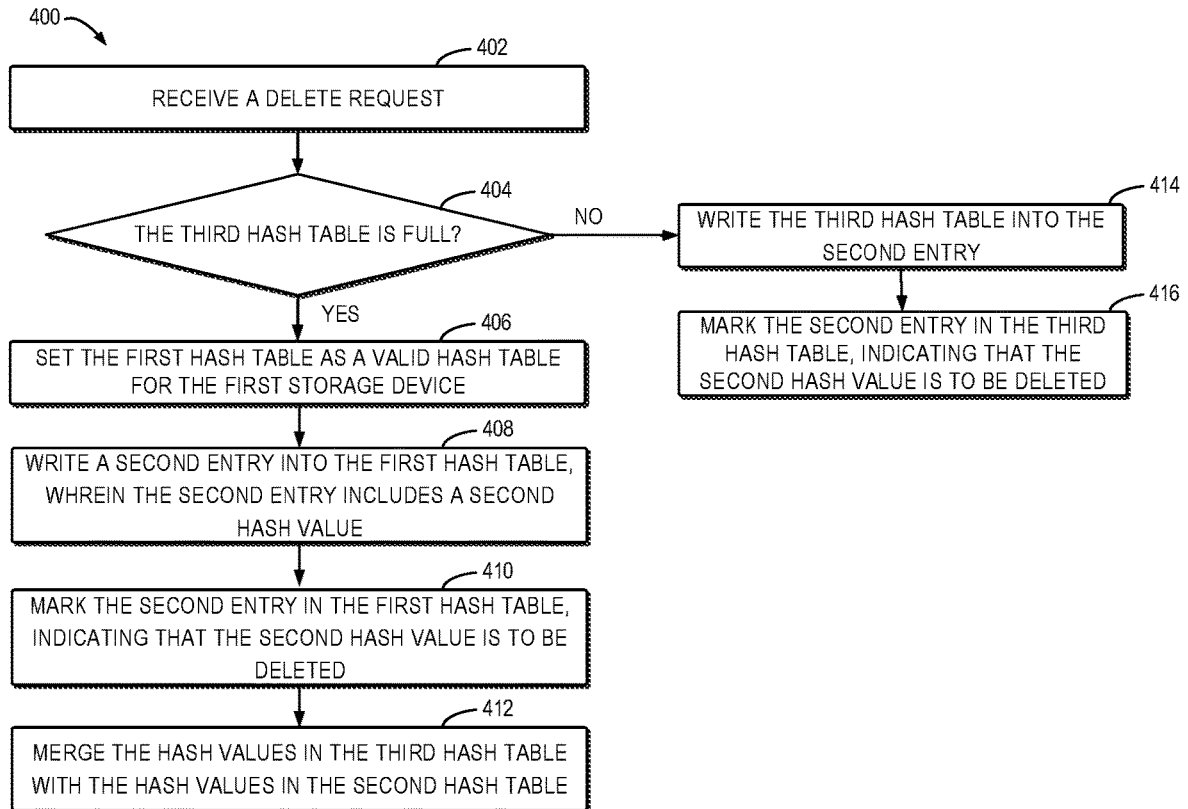 400
402
RECEIVE A DELETE REQUEST
404
THE THIRD HASH TABLE IS FULL?
NO
YES
414
WRITE THE THIRD HASH TABLE INTO THE
SECOND ENTRY
416
MARK THE SECOND ENTRY IN THE THIRD
HASH TABLE, INDICATING THAT THE
SECOND HASH VALUE IS TO BE DELETED
406
SET THE FIRST HASH TABLE AS A VALID HASH TABLE
FOR THE FIRST STORAGE DEVICE
408
WRITE A SECOND ENTRY INTO THE FIRST HASH TABLE,
WHREIN THE SECOND ENTRY INCLUDES A SECOND
HASH VALUE
410
MARK THE SECOND ENTRY IN THE FIRST HASH TABLE,
INDICATING THAT THE SECOND HASH VALUE IS TO BE
DELETED
412
MERGE THE HASH VALUES IN THE THIRD HASH TABLE
WITH THE HASH VALUES IN THE SECOND HASH TABLE